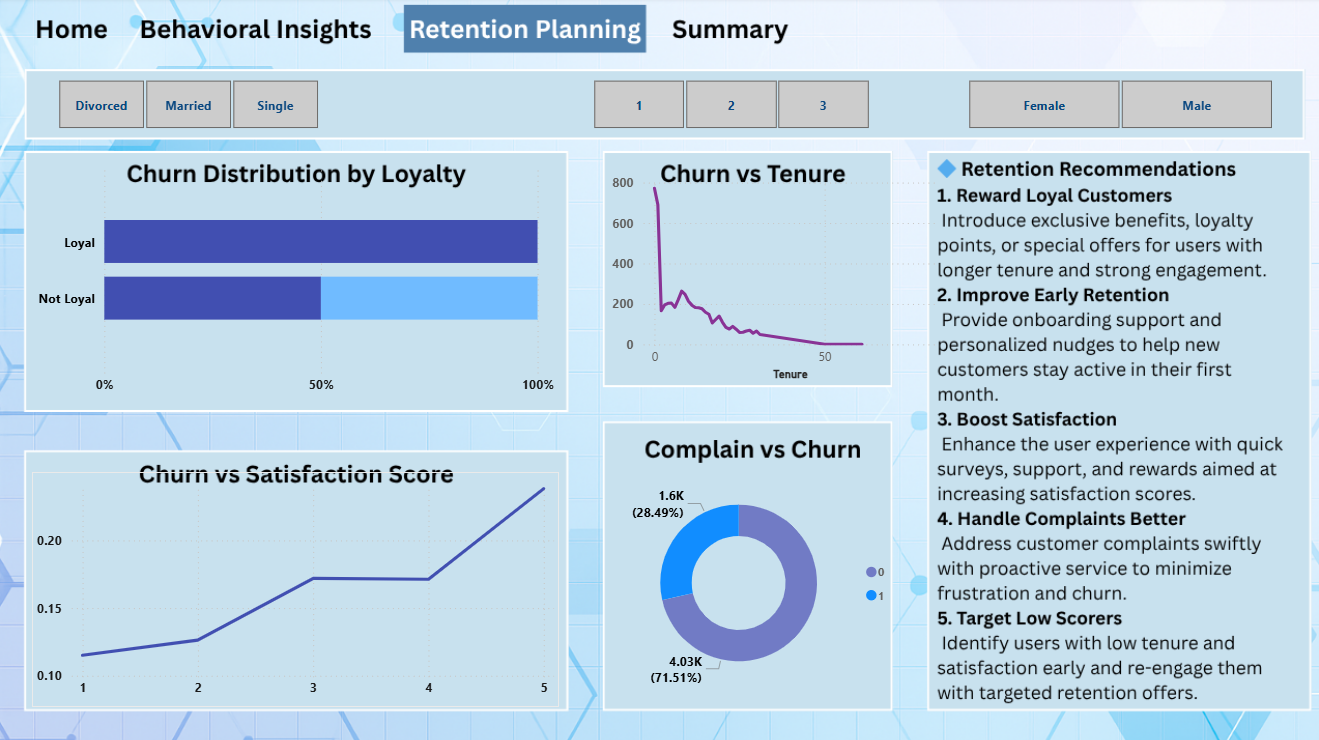 Home Behavioral Insights Retention Planning Summary
Divorced Married Single 1 2 3 Female Male
Churn Distribution by Loyalty
Loyal
Not Loyal
0% 50% 100%
Churn vs Tenure
800
600
400
200
0
0 50
Tenure
Churn vs Satisfaction Score
0.20
0.15
0.10
1 2 3 4 5
Complain vs Churn
1.6K
(28.49%)
0
1
4.03K
(71.51%)
Retention Recommendations
1. Reward Loyal Customers
Introduce exclusive benefits, loyalty
points, or special offers for users with
longer tenure and strong engagement.
2. Improve Early Retention
Provide onboarding support and
personalized nudges to help new
customers stay active in their first
month.
3. Boost Satisfaction
Enhance the user experience with quick
surveys, support, and rewards aimed at
increasing satisfaction scores.
4. Handle Complaints Better
Address customer complaints swiftly
with proactive service to minimize
frustration and churn.
5. Target Low Scorers
Identify users with low tenure and
satisfaction early and re-engage them
with targeted retention offers.